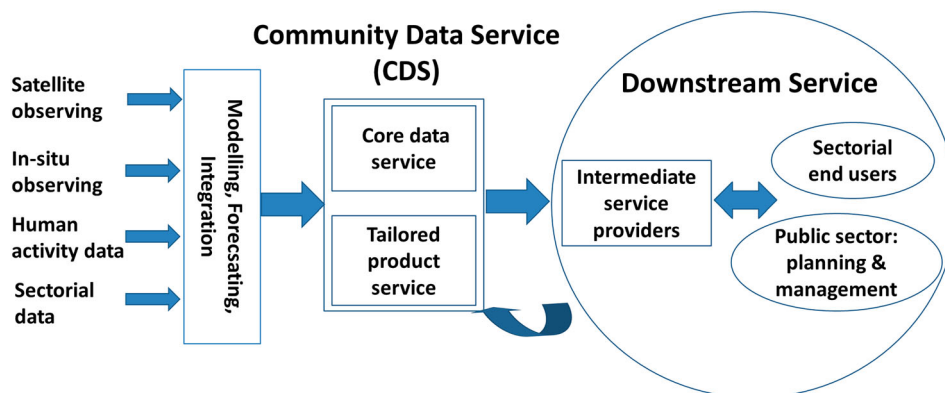 Community Data Service
(CDS)
Satellite
observing
In-situ
observing
Human
activity data
Sectorial
data
Modelling, Forecsating,
Integration
Core data
service
Tailored
product
service
Downstream Service
Intermediate
service
providers
Sectorial
end users
Public sector:
planning &
management